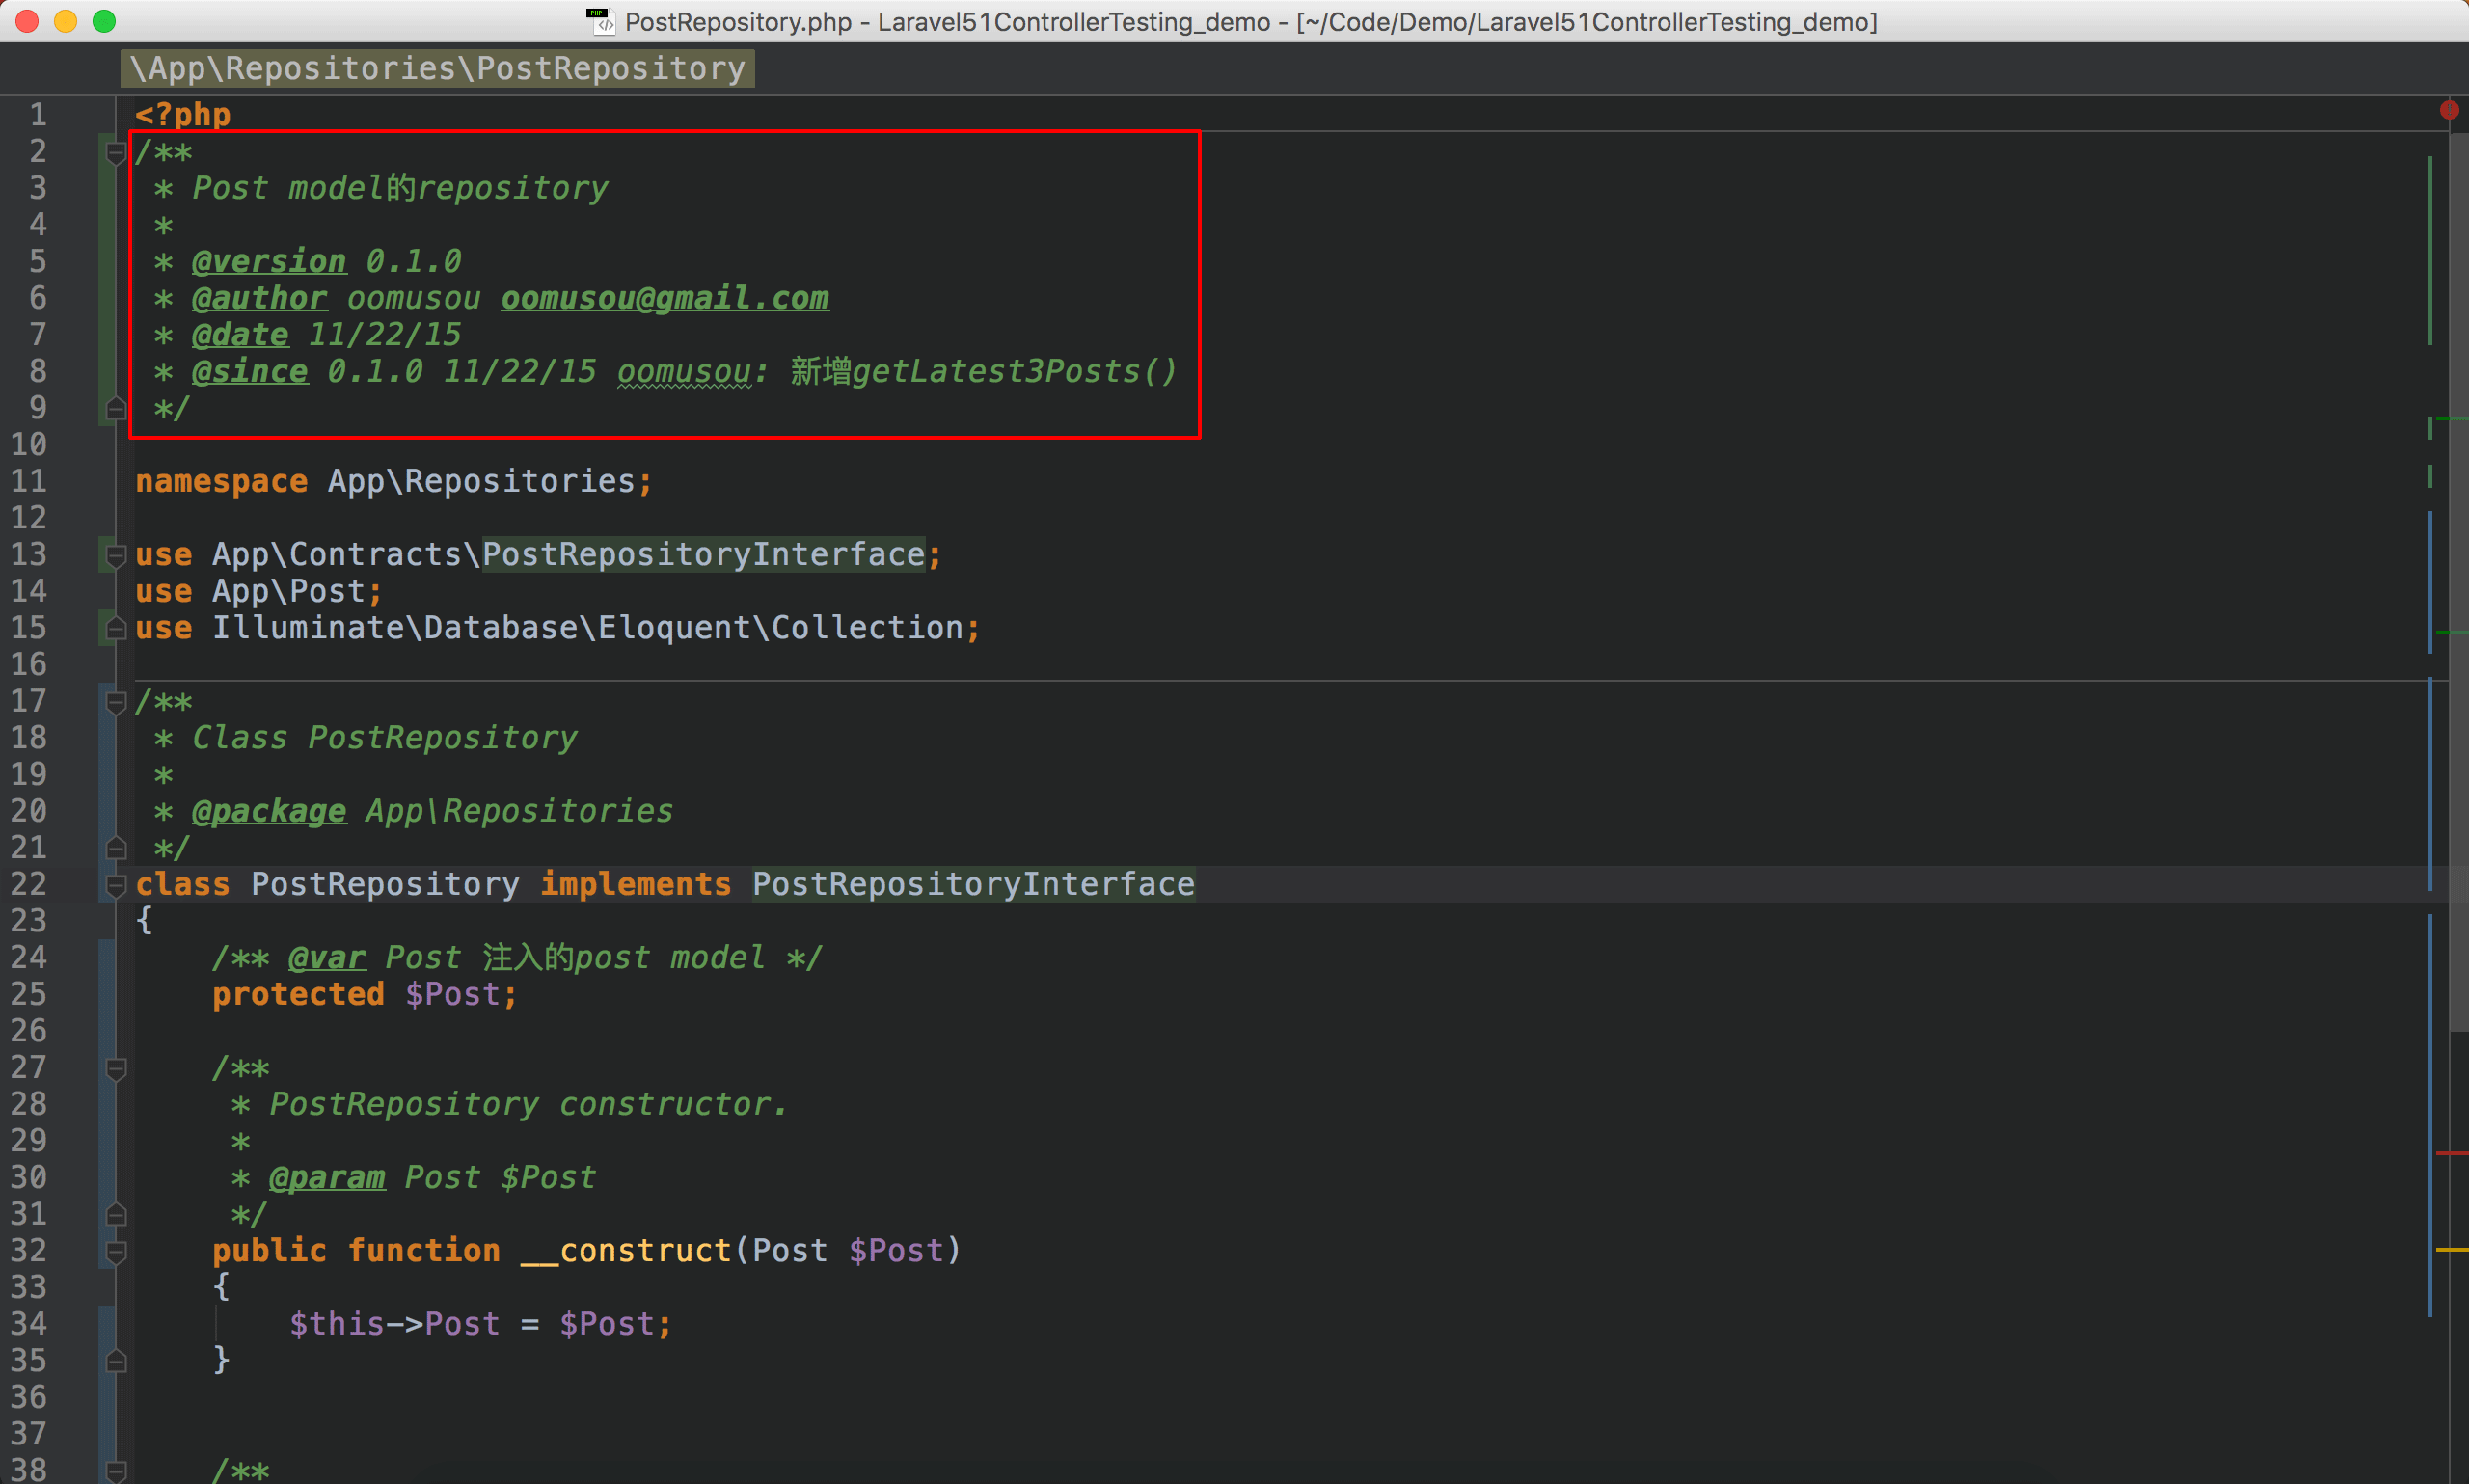 PostRepository.php - Laravel51ControllerTesting_demo - [~/Code/Demo/Laravel51ControllerTesting_demo]
\App\Repositories\PostRepository
1 <?php
2 /**
3  * Post model的repository
4  *
5  * @version 0.1.0
6  * @author oomusou oomusou@gmail.com
7  * @date 11/22/15
8  * @since 0.1.0 11/22/15 oomusou: 新增getLatest3Posts()
9  */
10
11 namespace App\Repositories;
12
13 use App\Contracts\PostRepositoryInterface;
14 use App\Post;
15 use Illuminate\Database\Eloquent\Collection;
16
17 /**
18  * Class PostRepository
19  *
20  * @package App\Repositories
21  */
22 class PostRepository implements PostRepositoryInterface
23 {
24     /** @var Post 注入的post model */
25     protected $Post;
26
27     /**
28      * PostRepository constructor.
29      *
30      * @param Post $Post
31      */
32     public function __construct(Post $Post)
33     {
34         $this->Post = $Post;
35     }
36
37
38     /**